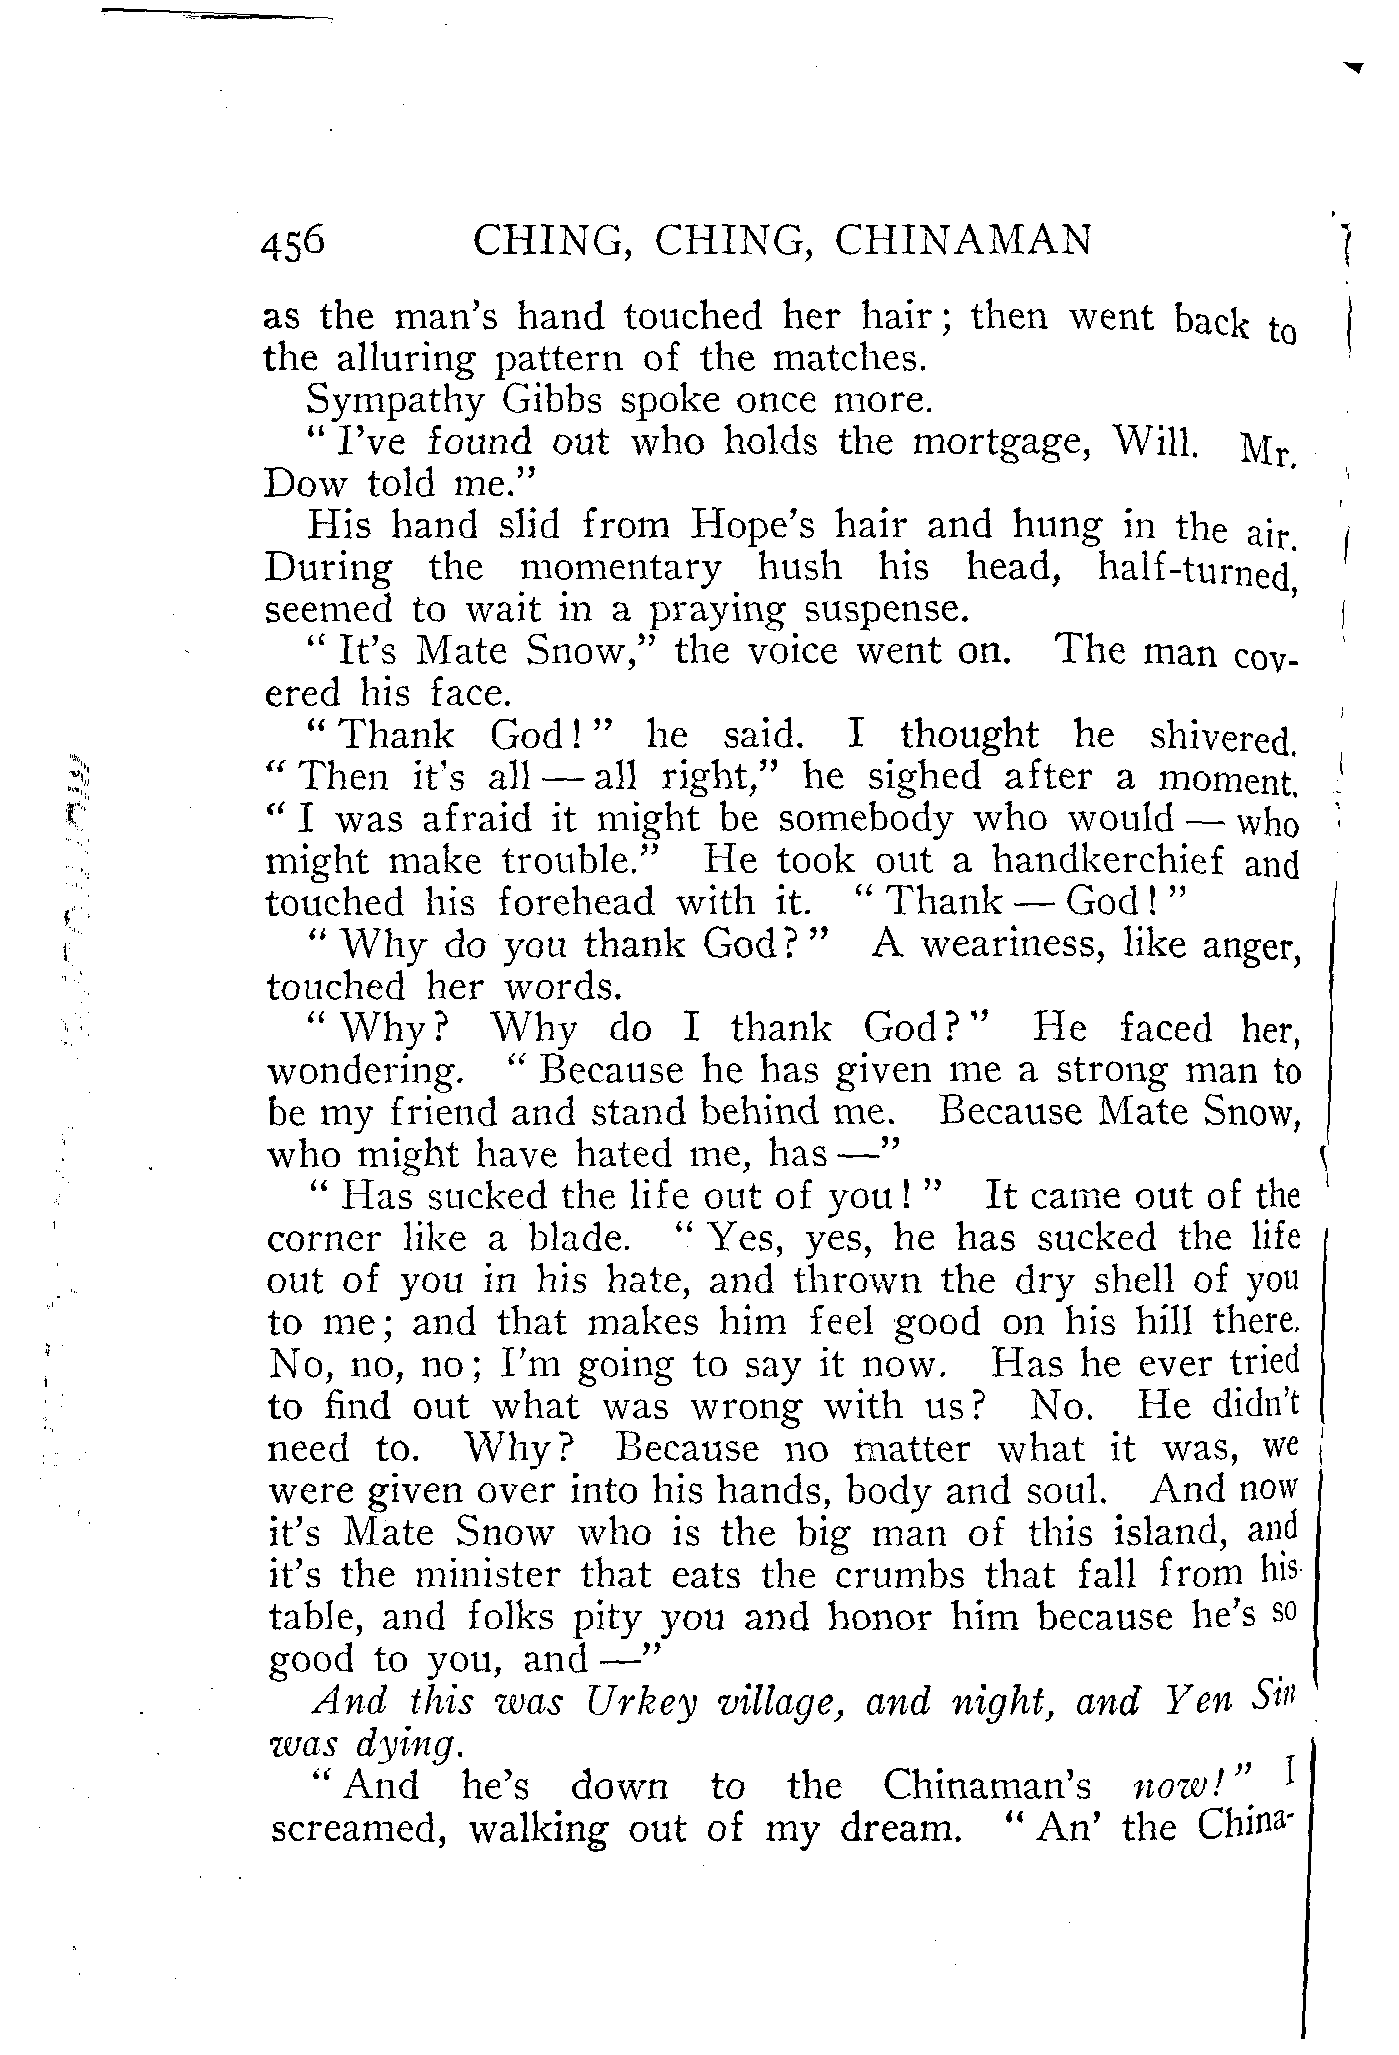 456 CHING, CHING, CHINAMAN
as the man's hand touched her hair; then went back to
the alluring pattern of the matches.
Sympathy Gibbs spoke once more.
"I've found out who holds the mortgage, Will. Mr.
Dow told me."
His hand slid from Hope's hair and hung in the air.
During the momentary hush his head, half-turned,
seemed to wait in a praying suspense.
"It's Mate Snow," the voice went on. The man cov-
ered his face.
"Thank God!" he said. I thought he shivered.
"Then it's all — all right," he sighed after a moment.
"I was afraid it might be somebody who would — who
might make trouble." He took out a handkerchief and
touched his forehead with it. "Thank — God!"
"Why do you thank God?" A weariness, like anger,
touched her words.
"Why? Why do I thank God?" He faced her,
wondering. "Because he has given me a strong man to
be my friend and stand behind me. Because Mate Snow,
who might have hated me, has —"
"Has sucked the life out of you!" It came out of the
corner like a blade. "Yes, yes, he has sucked the life
out of you in his hate, and thrown the dry shell of you
to me; and that makes him feel good on his hill there.
No, no, no; I'm going to say it now. Has he ever tried
to find out what was wrong with us? No. He didn't
need to. Why? Because no matter what it was, we
were given over into his hands, body and soul. And now
it's Mate Snow who is the big man of this island, and
it's the minister that eats the crumbs that fall from his
table, and folks pity you and honor him because he's so
good to you, and —"
And this was Urkey village, and night, and Yen Sin
was dying.
"And he's down to the Chinaman's now!" I
screamed, walking out of my dream. "An' the China-